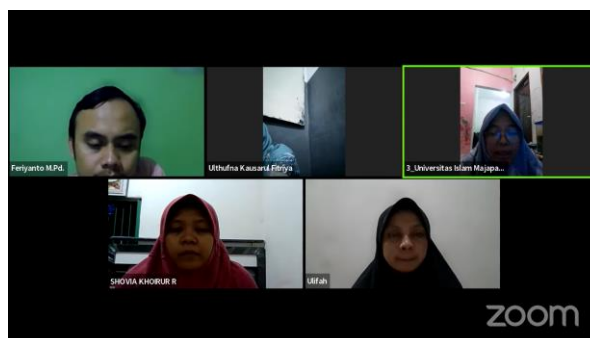 Feriyanto M.Pd.
Ulthufna Kausarul Fitriya
3_Universitas Islam Majapa...
SHOVIA KHOIRUR R
Ulifah
zoom